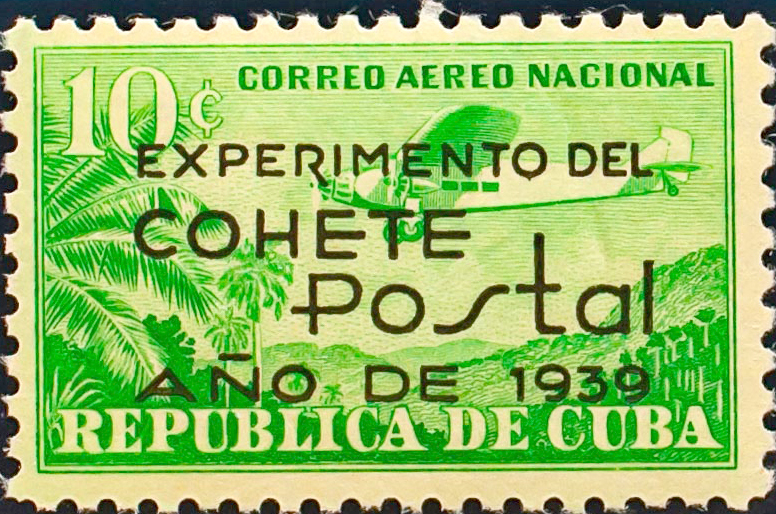 10¢ CORREO AEREO NACIONAL
EXPERIMENTO DEL
COHETE
Postal
AÑO DE 1939
REPUBLICA DE CUBA